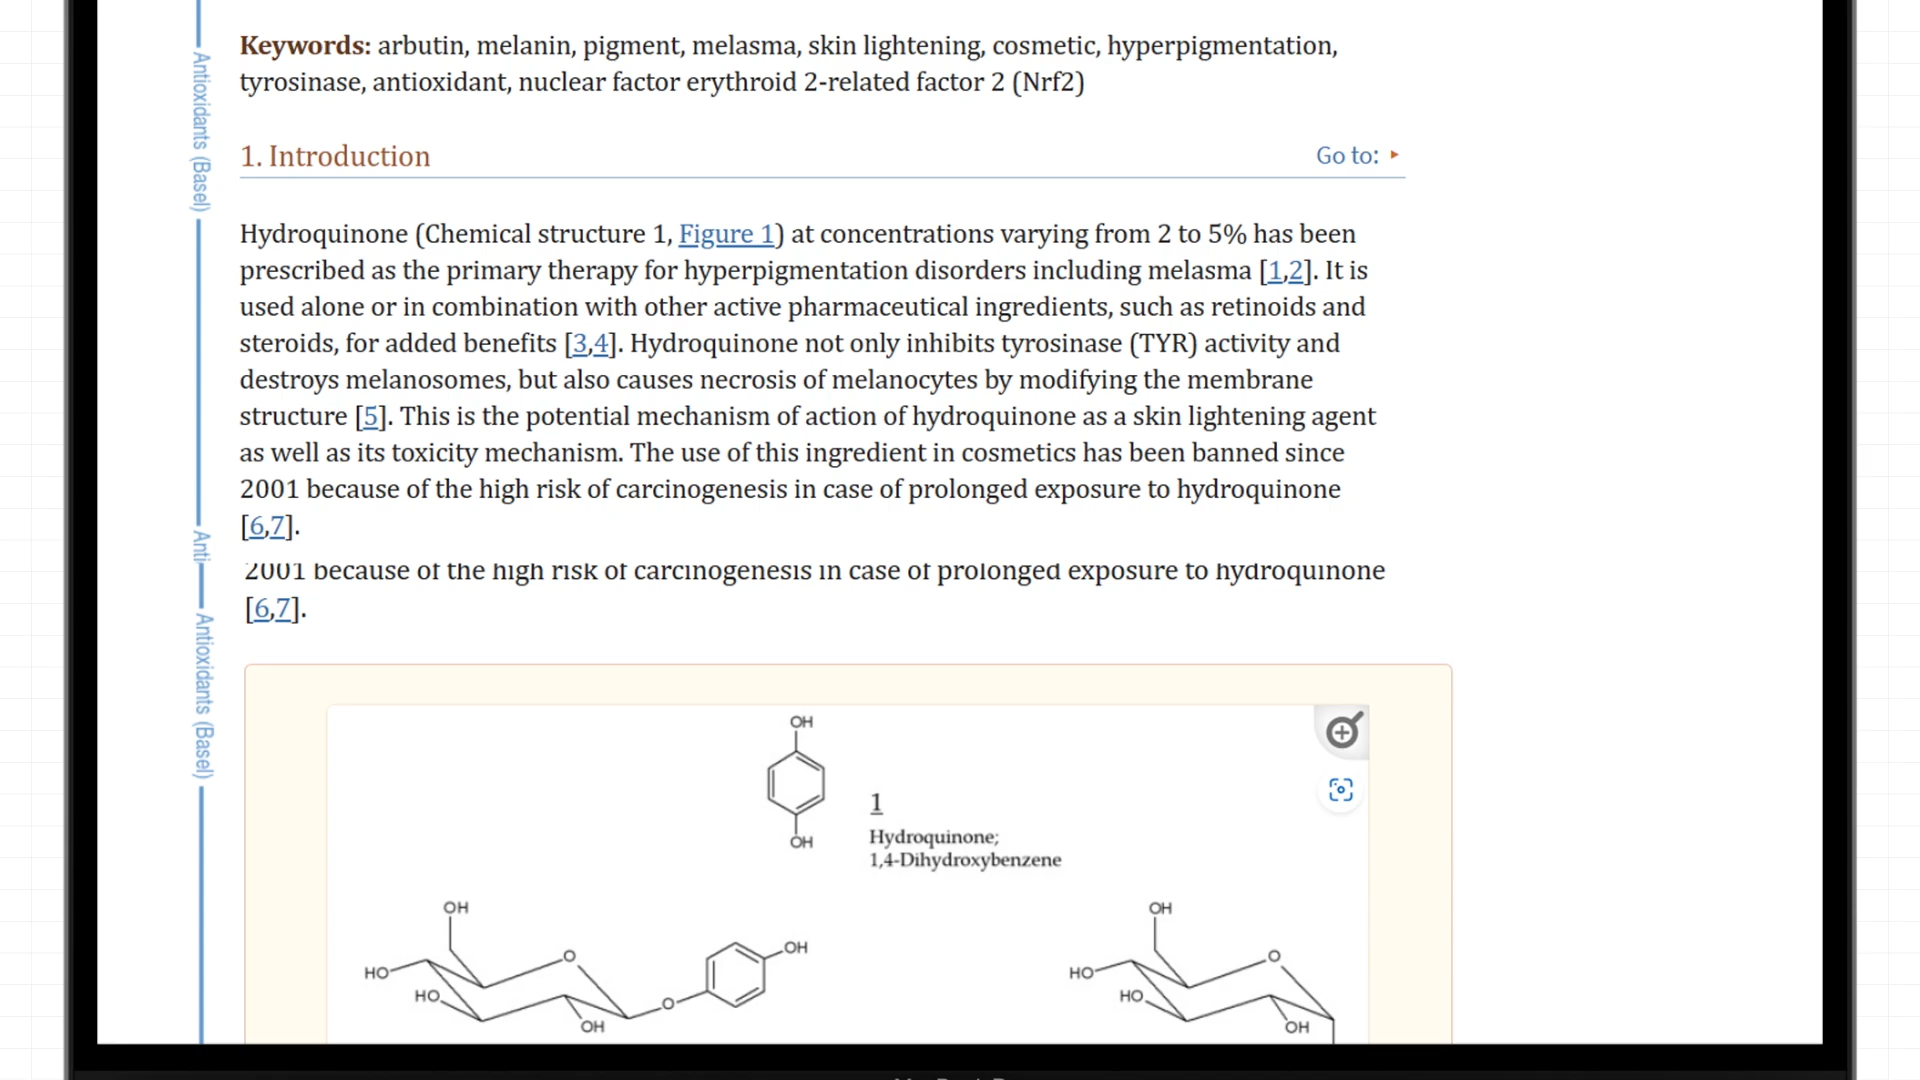 Keywords: arbutin, melanin, pigment, melasma, skin lightening, cosmetic, hyperpigmentation,
tyrosinase, antioxidant, nuclear factor erythroid 2-related factor 2 (Nrf2)
1. Introduction
Go to:
Hydroquinone (Chemical structure 1, Figure 1) at concentrations varying from 2 to 5% has been
prescribed as the primary therapy for hyperpigmentation disorders including melasma [1,2]. It is
used alone or in combination with other active pharmaceutical ingredients, such as retinoids and
steroids, for added benefits [3,4]. Hydroquinone not only inhibits tyrosinase (TYR) activity and
destroys melanosomes, but also causes necrosis of melanocytes by modifying the membrane
structure [5]. This is the potential mechanism of action of hydroquinone as a skin lightening agent
as well as its toxicity mechanism. The use of this ingredient in cosmetics has been banned since
2001 because of the high risk of carcinogenesis in case of prolonged exposure to hydroquinone
[6,7].
2001 because of the high risk of carcinogenesis in case of prolonged exposure to hydroquinone
[6,7].
Antioxidants (Basel)
Anti
Antioxidants (Basel)
OH
OH
1
Hydroquinone;
1,4-Dihydroxybenzene
OH
O
HO
HO
OH
O
OH
OH
O
HO
HO
OH